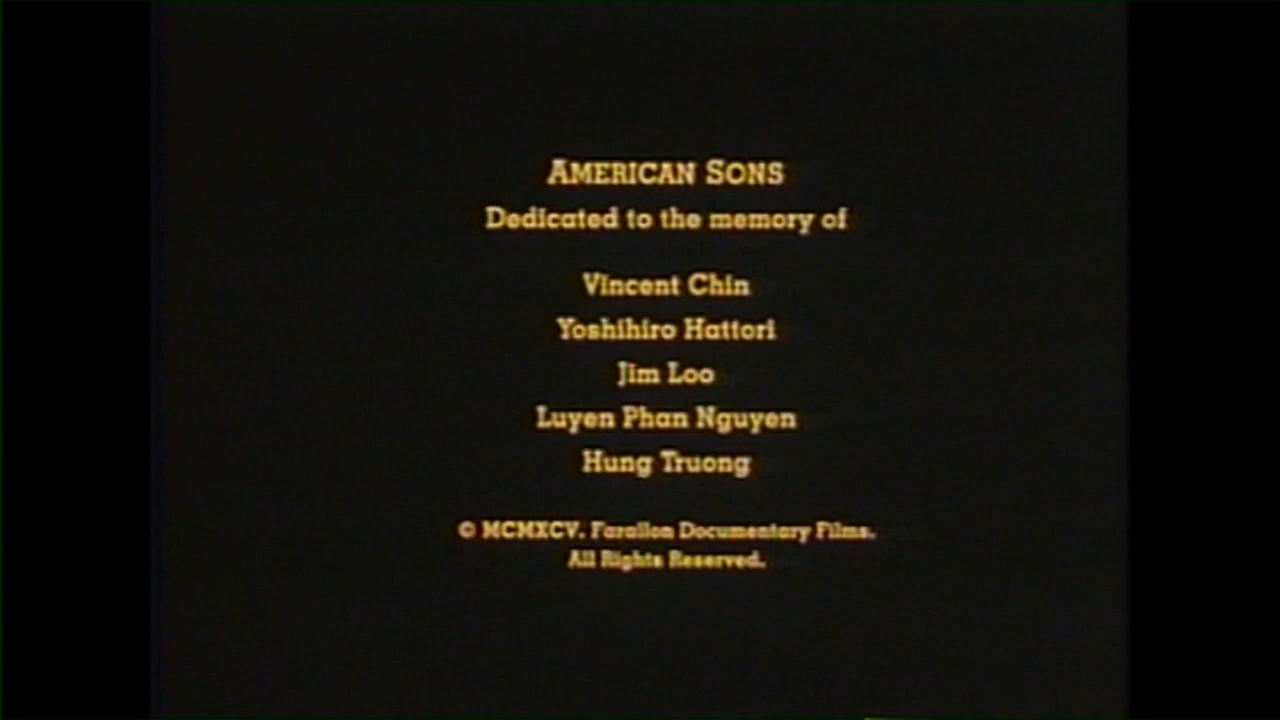 AMERICAN SONS
Dedicated to the memory of
Vincent Chin
Yoshihiro Hattori
Jim Loo
Luyen Phan Nguyen
Hung Truong
© MCMXCV. Farallon Documentary Films.
All Rights Reserved.